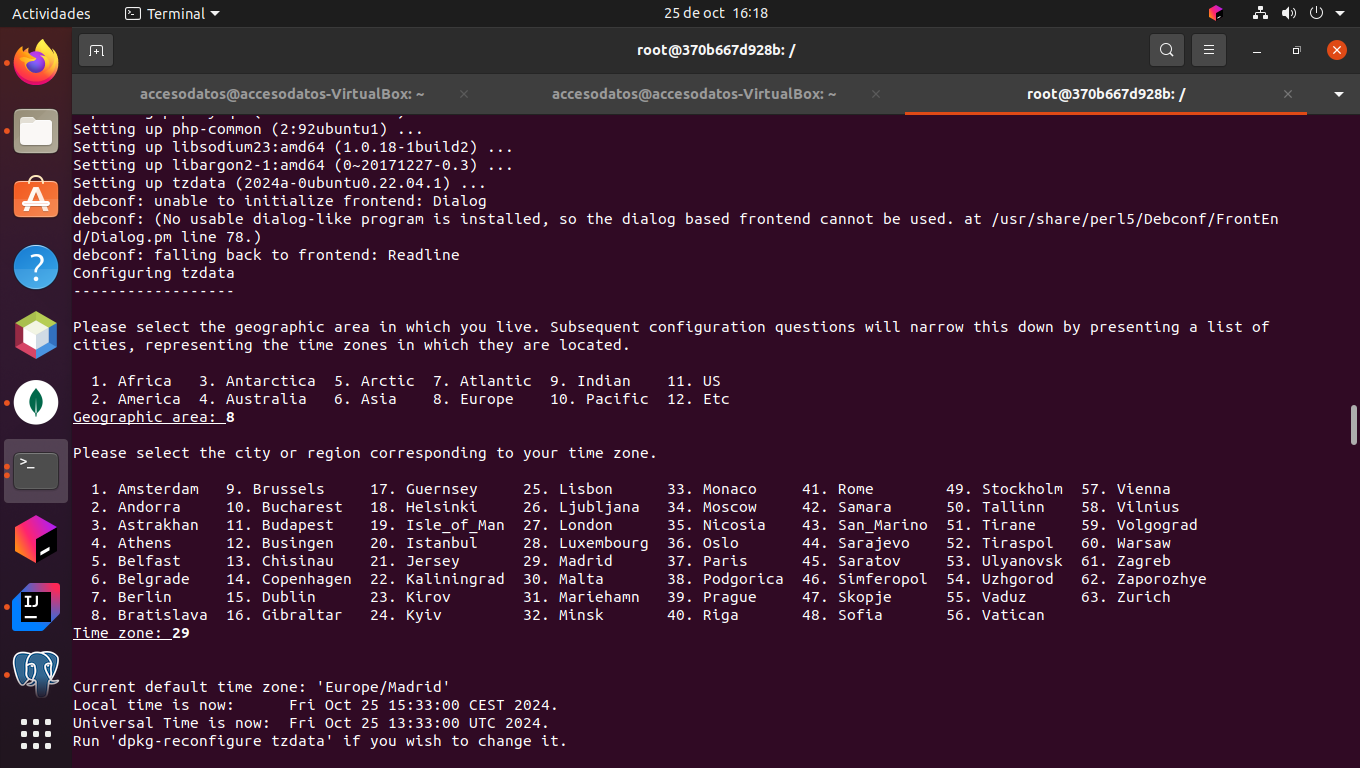 Actividades Terminal 25 de oct 16:18
root@370b667d928b: /
accesodatos@accesodatos-VirtualBox: ~ accesodatos@accesodatos-VirtualBox: ~ root@370b667d928b: /
Setting up php-common (2:92ubuntu1) ...
Setting up libsodium23:amd64 (1.0.18-1build2) ...
Setting up libargon2-1:amd64 (0~20171227-0.3) ...
Setting up tzdata (2024a-0ubuntu0.22.04.1) ...
debconf: unable to initialize frontend: Dialog
debconf: (No usable dialog-like program is installed, so the dialog based frontend cannot be used. at /usr/share/perl5/Debconf/FrontEn
d/Dialog.pm line 78.)
debconf: falling back to frontend: Readline
Configuring tzdata
------------------
Please select the geographic area in which you live. Subsequent configuration questions will narrow this down by presenting a list of
cities, representing the time zones in which they are located.
1. Africa 3. Antarctica 5. Arctic 7. Atlantic 9. Indian 11. US
2. America 4. Australia 6. Asia 8. Europe 10. Pacific 12. Etc
Geographic area: 8
Please select the city or region corresponding to your time zone.
1. Amsterdam 9. Brussels 17. Guernsey 25. Lisbon 33. Monaco 41. Rome 49. Stockholm 57. Vienna
2. Andorra 10. Bucharest 18. Helsinki 26. Ljubljana 34. Moscow 42. Samara 50. Tallinn 58. Vilnius
3. Astrakhan 11. Budapest 19. Isle_of_Man 27. London 35. Nicosia 43. San_Marino 51. Tirane 59. Volgograd
4. Athens 12. Busingen 20. Istanbul 28. Luxembourg 36. Oslo 44. Sarajevo 52. Tiraspol 60. Warsaw
5. Belfast 13. Chisinau 21. Jersey 29. Madrid 37. Paris 45. Saratov 53. Ulyanovsk 61. Zagreb
6. Belgrade 14. Copenhagen 22. Kaliningrad 30. Malta 38. Podgorica 46. Simferopol 54. Uzhgorod 62. Zaporozhye
7. Berlin 15. Dublin 23. Kirov 31. Mariehamn 39. Prague 47. Skopje 55. Vaduz 63. Zurich
8. Bratislava 16. Gibraltar 24. Kyiv 32. Minsk 40. Riga 48. Sofia 56. Vatican
Time zone: 29
Current default time zone: 'Europe/Madrid'
Local time is now: Fri Oct 25 15:33:00 CEST 2024.
Universal Time is now: Fri Oct 25 13:33:00 UTC 2024.
Run 'dpkg-reconfigure tzdata' if you wish to change it.